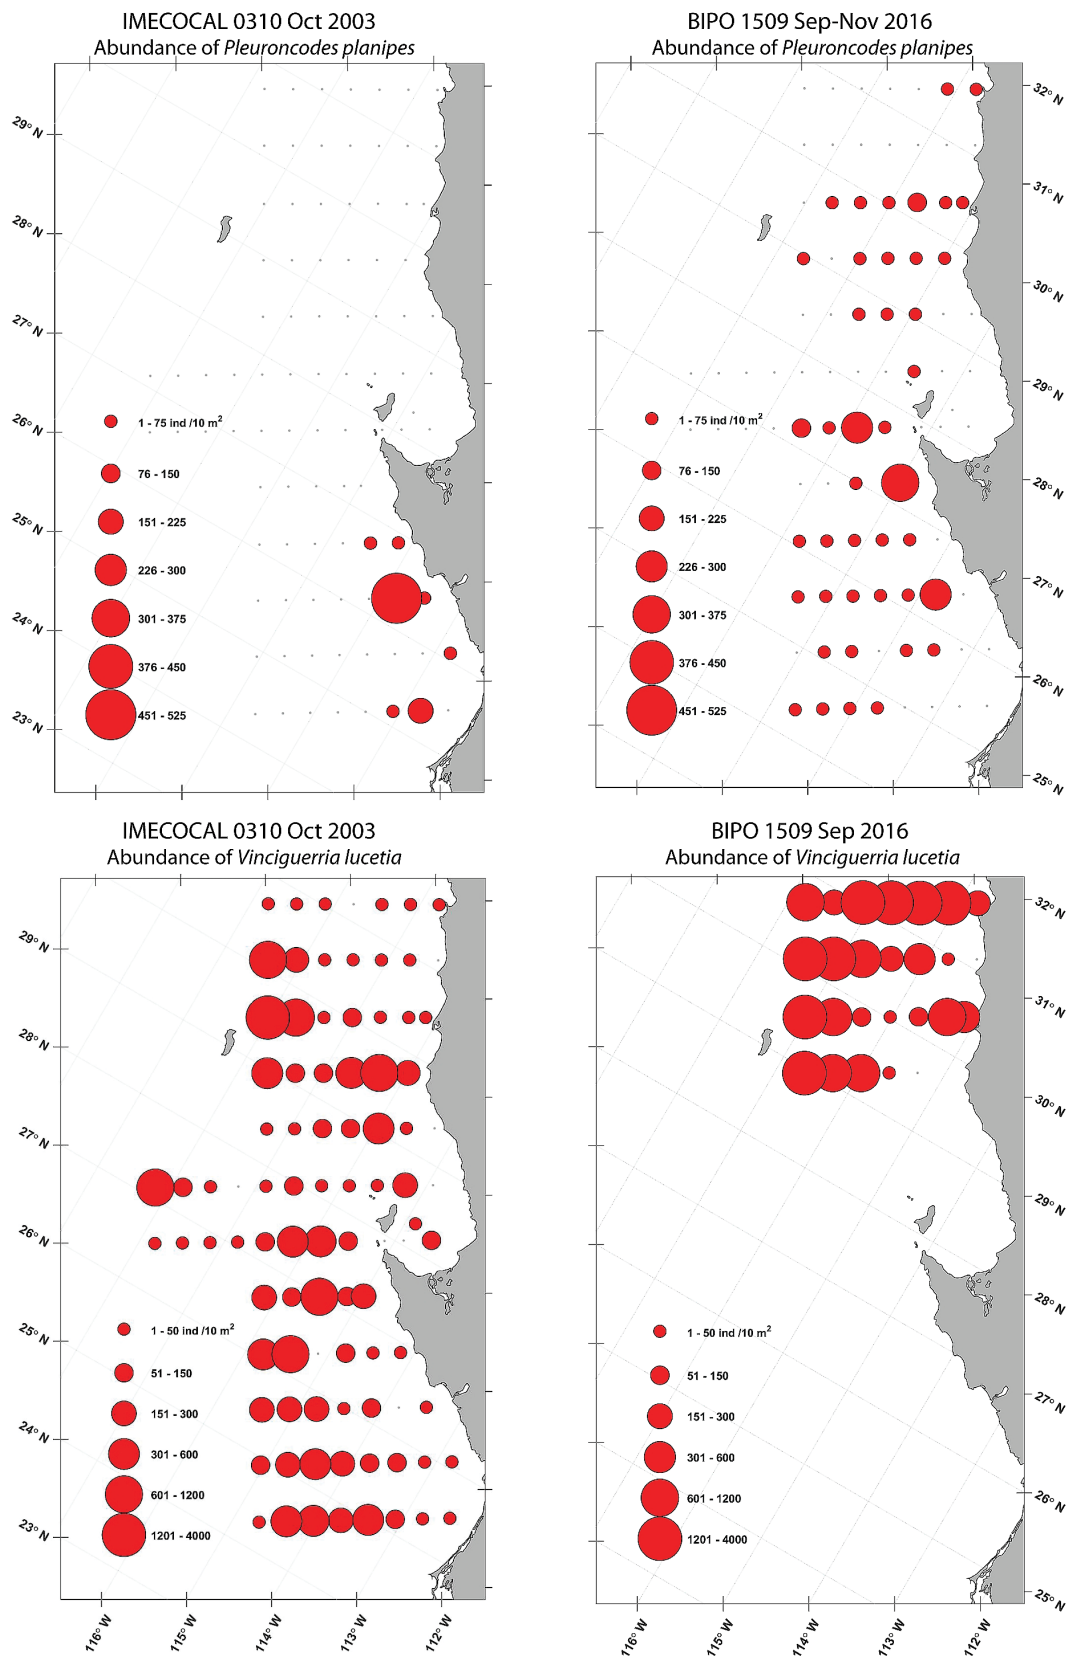 IMECOCAL 0310 Oct 2003
Abundance of Pleuroncodes planipes
29° N
28° N
27° N
26° N
25° N
24° N
23° N
1 - 75 ind /10 m²
76 - 150
151 - 225
226 - 300
301 - 375
376 - 450
451 - 525
BIPO 1509 Sep-Nov 2016
Abundance of Pleuroncodes planipes
32° N
31° N
30° N
29° N
28° N
27° N
26° N
25° N
1 - 75 ind /10 m²
76 - 150
151 - 225
226 - 300
301 - 375
376 - 450
451 - 525
IMECOCAL 0310 Oct 2003
Abundance of Vinciguerria lucetia
29° N
28° N
27° N
26° N
25° N
24° N
23° N
1 - 50 ind /10 m²
51 - 150
151 - 300
301 - 600
601 - 1200
1201 - 4000
116° W
115° W
114° W
113° W
112° W
BIPO 1509 Sep 2016
Abundance of Vinciguerria lucetia
32° N
31° N
30° N
29° N
28° N
27° N
26° N
25° N
1 - 50 ind /10 m²
51 - 150
151 - 300
301 - 600
601 - 1200
1201 - 4000
116° W
115° W
114° W
113° W
112° W